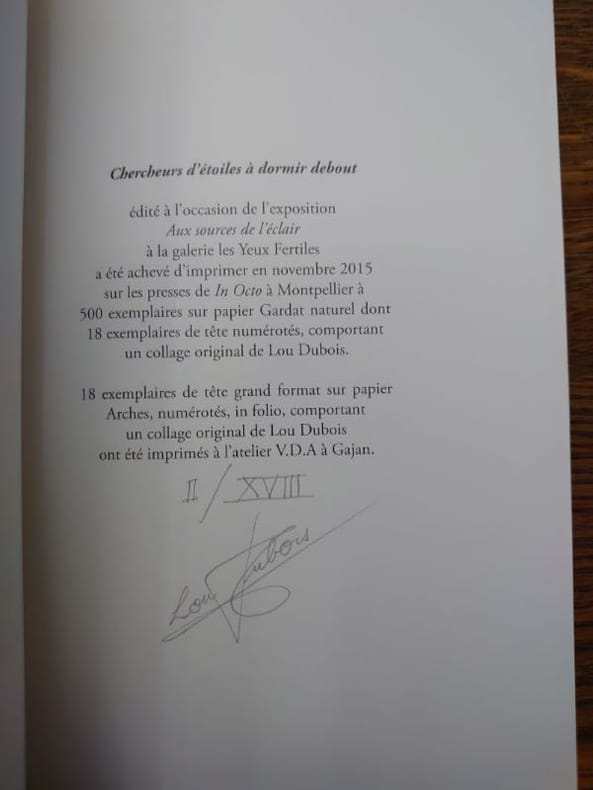 Chercheurs d'étoiles à dormir debout
édité à l'occasion de l'exposition
Aux sources de l'éclair
à la galerie les Yeux Fertiles
a été achevé d'imprimer en novembre 2015
sur les presses de In Octo à Montpellier à
500 exemplaires sur papier Gardat naturel dont
18 exemplaires de tête numérotés, comportant
un collage original de Lou Dubois.
18 exemplaires de tête grand format sur papier
Arches, numérotés, in folio, comportant
un collage original de Lou Dubois
ont été imprimés à l'atelier V.D.A à Gajan.
II / XVIII
Lou Dubois